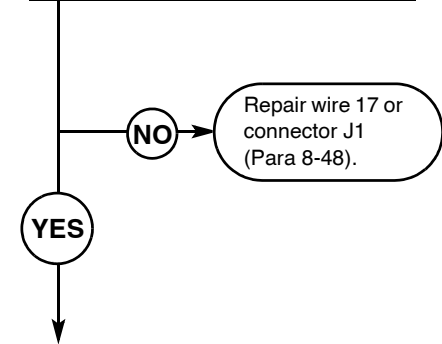 NO
Repair wire 17 or
connector J1
(Para 8-48).
YES